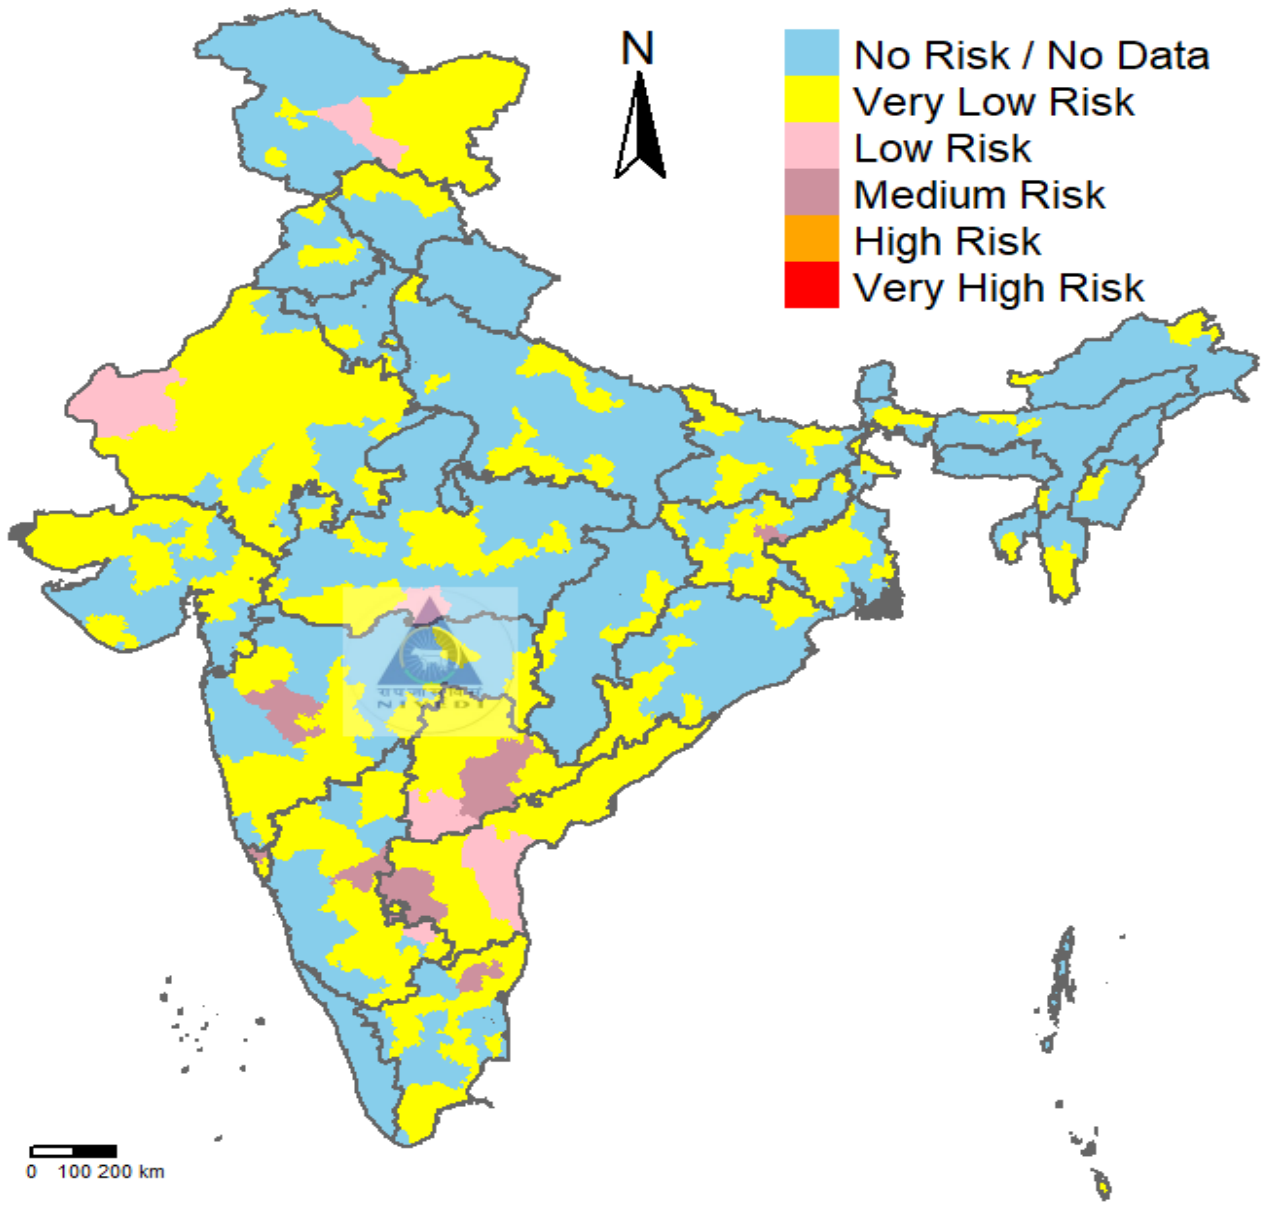 N
No Risk / No Data
Very Low Risk
Low Risk
Medium Risk
High Risk
Very High Risk
NIVEDI
0 100 200 km